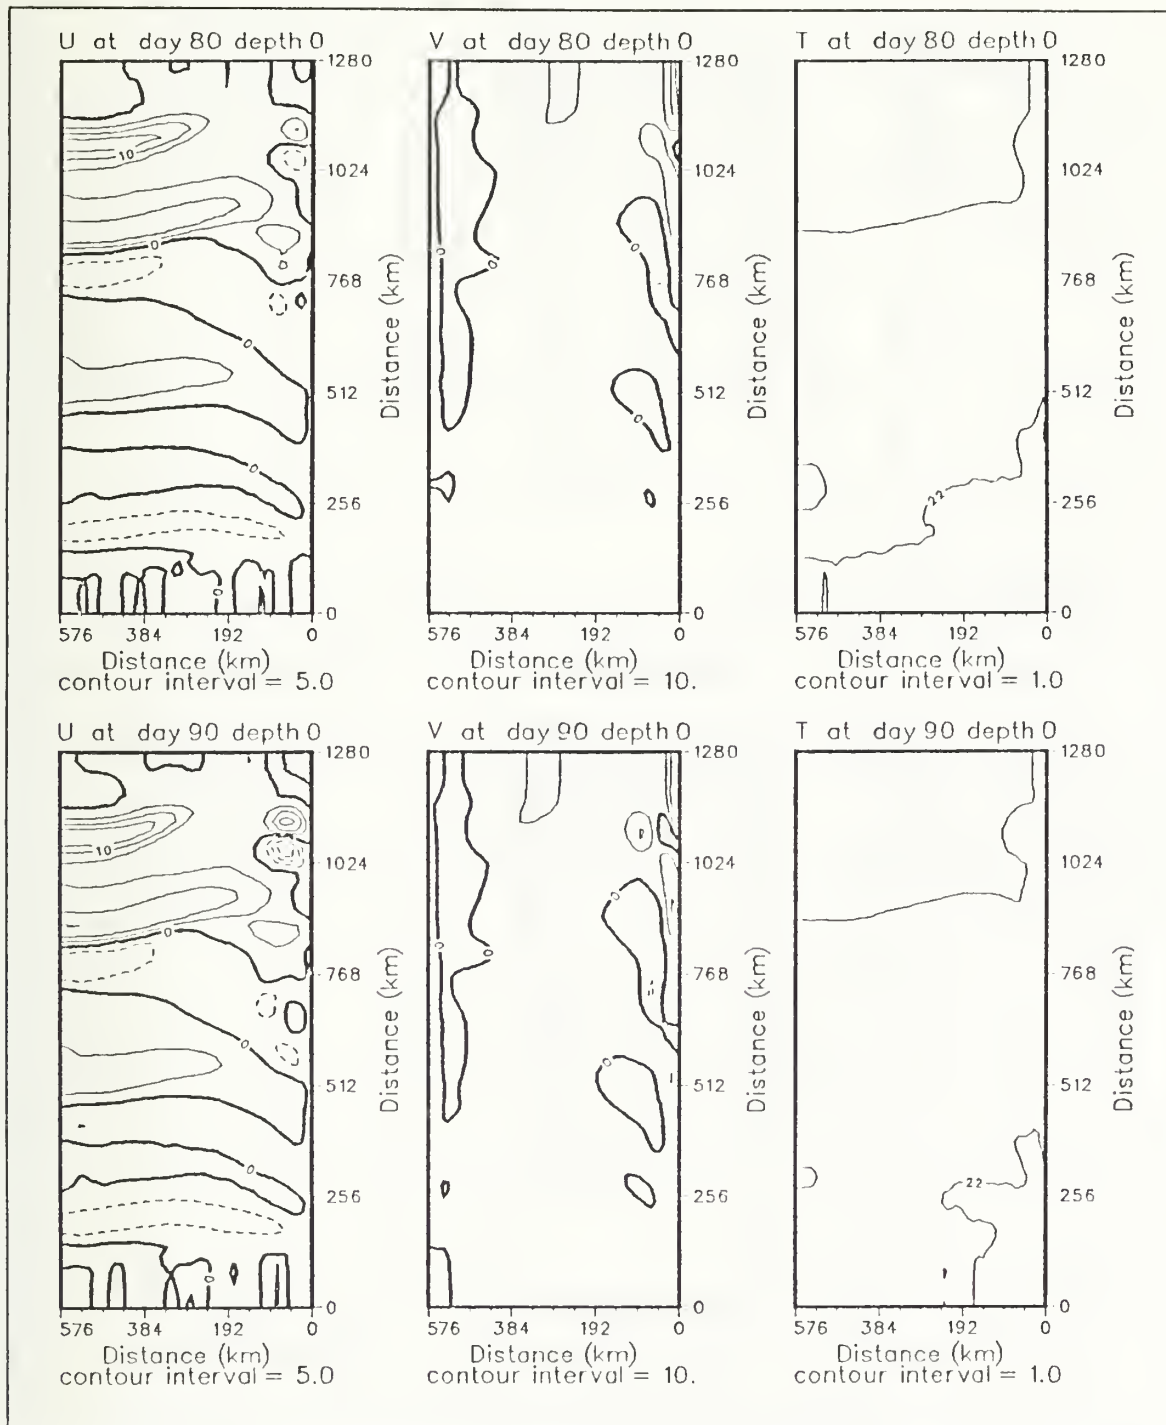 U at day 80 depth 0
V at day 80 depth 0
T at day 80 depth 0
1280
1024
768
512
256
0
Distance (km)
10
0
0
0
0
576 384 192 0
Distance (km)
contour interval = 5.0
1280
1024
768
512
256
0
Distance (km)
0
0
0
0
576 384 192 0
Distance (km)
contour interval = 10.
1280
1024
768
512
256
0
Distance (km)
22
576 384 192 0
Distance (km)
contour interval = 1.0
U at day 90 depth 0
V at day 90 depth 0
T at day 90 depth 0
1280
1024
768
512
256
0
Distance (km)
10
0
0
0
0
576 384 192 0
Distance (km)
contour interval = 5.0
1280
1024
768
512
256
0
Distance (km)
0
0
0
0
576 384 192 0
Distance (km)
contour interval = 10.
1280
1024
768
512
256
0
Distance (km)
22
576 384 192 0
Distance (km)
contour interval = 1.0